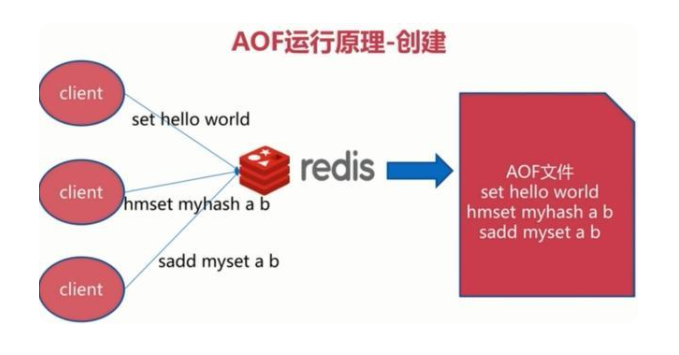 AOF运行原理-创建
client
set hello world
client
hmset myhash a b
sadd myset a b
client
redis
AOF文件
set hello world
hmset myhash a b
sadd myset a b